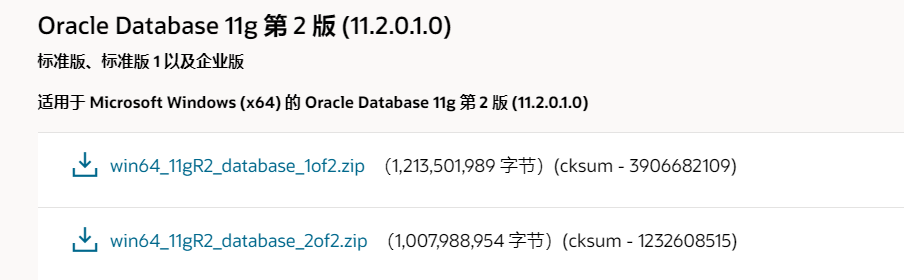 Oracle Database 11g 第 2 版 (11.2.0.1.0)
标准版、标准版 1 以及企业版
适用于 Microsoft Windows (x64) 的 Oracle Database 11g 第 2 版 (11.2.0.1.0)
win64_11gR2_database_1of2.zip （1,213,501,989 字节）(cksum - 3906682109)
win64_11gR2_database_2of2.zip （1,007,988,954 字节）(cksum - 1232608515)